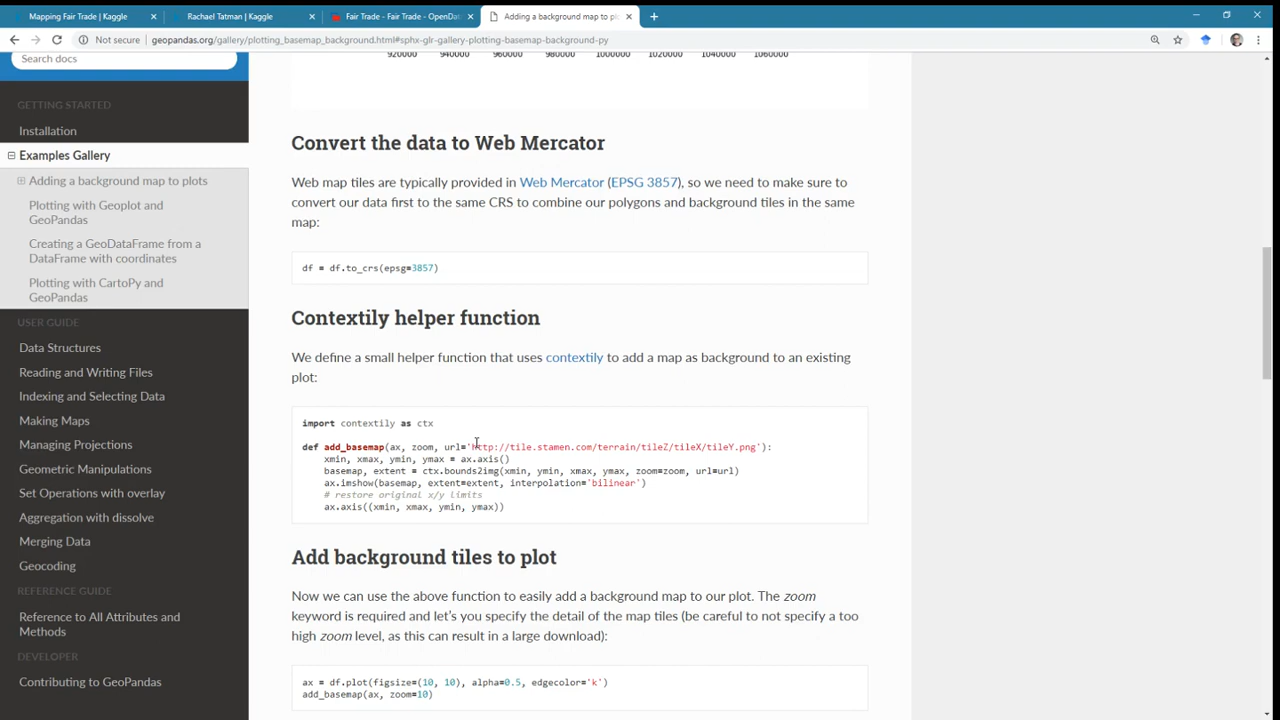 Mapping Fair Trade | Kaggle
Rachael Tatman | Kaggle
Fair Trade - Fair Trade - OpenDat
Adding a background map to plo
Not secure
geopandas.org/gallery/plotting_basemap_background.html#sphx-glr-gallery-plotting-basemap-background-py
Search docs
GETTING STARTED
Installation
Examples Gallery
Adding a background map to plots
Plotting with Geoplot and
GeoPandas
Creating a GeoDataFrame from a
DataFrame with coordinates
Plotting with CartoPy and
GeoPandas
USER GUIDE
Data Structures
Reading and Writing Files
Indexing and Selecting Data
Making Maps
Managing Projections
Geometric Manipulations
Set Operations with overlay
Aggregation with dissolve
Merging Data
Geocoding
REFERENCE GUIDE
Reference to All Attributes and
Methods
DEVELOPER
Contributing to GeoPandas
920000 940000 960000 980000 1000000 1020000 1040000 1060000
Convert the data to Web Mercator
Web map tiles are typically provided in Web Mercator (EPSG 3857), so we need to make sure to
convert our data first to the same CRS to combine our polygons and background tiles in the same
map:
df = df.to_crs(epsg=3857)
Contextily helper function
We define a small helper function that uses contextily to add a map as background to an existing
plot:
import contextily as ctx
def add_basemap(ax, zoom, url='http://tile.stamen.com/terrain/tileZ/tileX/tileY.png'):
xmin, xmax, ymin, ymax = ax.axis()
basemap, extent = ctx.bounds2img(xmin, ymin, xmax, ymax, zoom=zoom, url=url)
ax.imshow(basemap, extent=extent, interpolation='bilinear')
# restore original x/y limits
ax.axis((xmin, xmax, ymin, ymax))
Add background tiles to plot
Now we can use the above function to easily add a background map to our plot. The zoom
keyword is required and let's you specify the detail of the map tiles (be careful to not specify a too
high zoom level, as this can result in a large download):
ax = df.plot(figsize=(10, 10), alpha=0.5, edgecolor='k')
add_basemap(ax, zoom=10)